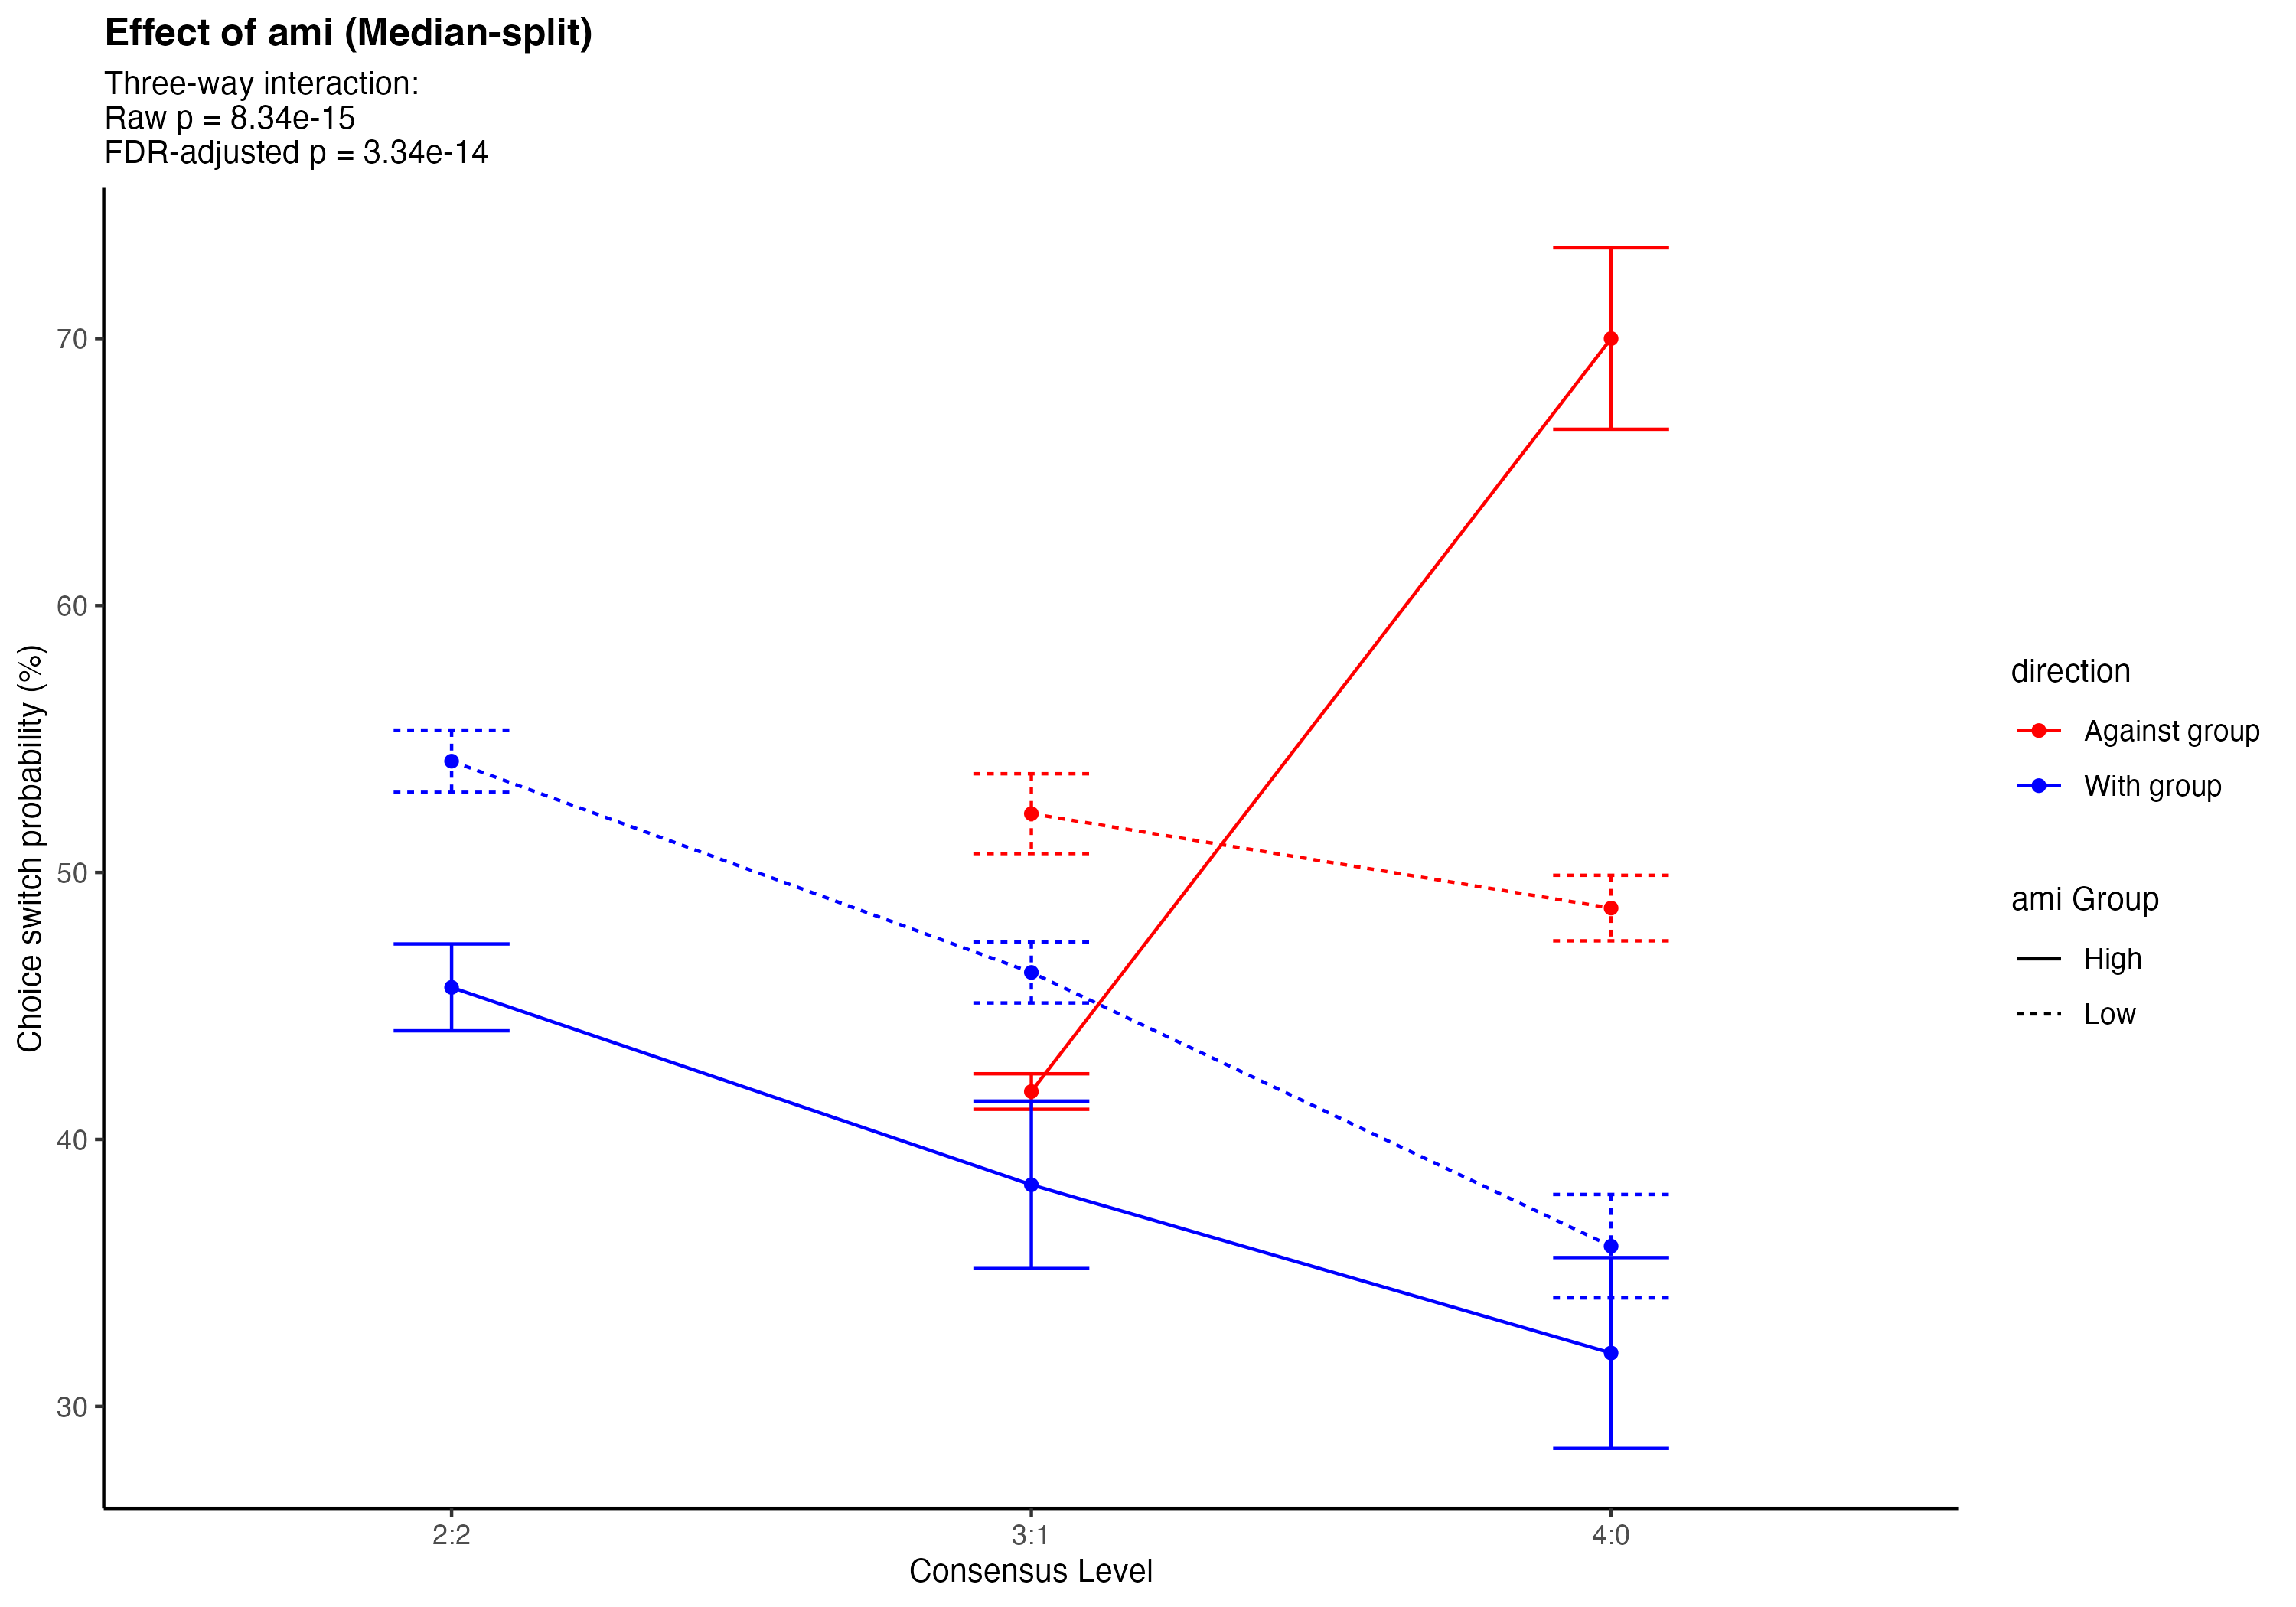 Effect of ami (Median-split)
Three-way interaction:
Raw p = 8.34e-15
FDR-adjusted p = 3.34e-14
Choice switch probability (%)
70
60
50
40
30
2:2
3:1
4:0
Consensus Level
direction
Against group
With group
ami Group
High
Low